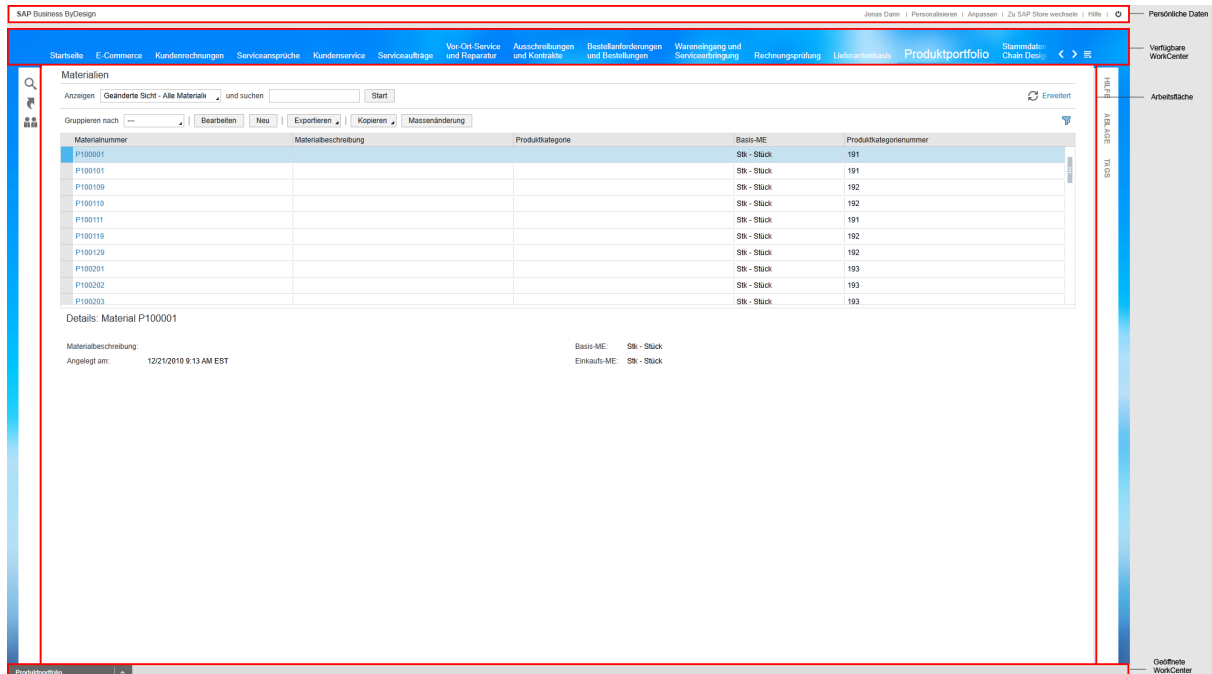 SAP Business ByDesign
Jonas Dann | Personalisieren | Anpassen | Zu SAP Store wechseln | Hilfe |
Persönliche Daten
Startseite E-Commerce Kundenrechnungen Serviceansprüche Kundenservice Serviceaufträge Vor-Ort-Service und Reparatur Ausschreibungen und Kontrakte Bestellanforderungen und Bestellungen Wareneingang und Serviceerbringung Rechnungsprüfung Lieferantenbasis Produktportfolio Stammdaten Chain Desig
Verfügbare
WorkCenter
Materialien
Anzeigen Geänderte Sicht - Alle Materialie und suchen Start
Erweitert
HILFE
Arbeitsfläche
Gruppieren nach --- | Bearbeiten Neu | Exportieren | Kopieren Massenänderung
ABLAGE
TAGS
Materialnummer Materialbeschreibung Produktkategorie Basis-ME Produktkategorienummer
P100001 Stk - Stück 191
P100101 Stk - Stück 191
P100109 Stk - Stück 192
P100110 Stk - Stück 192
P100111 Stk - Stück 191
P100119 Stk - Stück 192
P100129 Stk - Stück 192
P100201 Stk - Stück 193
P100202 Stk - Stück 193
P100203 Stk - Stück 193
Details: Material P100001
Materialbeschreibung: Basis-ME: Stk - Stück
Angelegt am: 12/21/2010 9:13 AM EST Einkaufs-ME: Stk - Stück
Geöffnete
WorkCenter
Produktportfolio